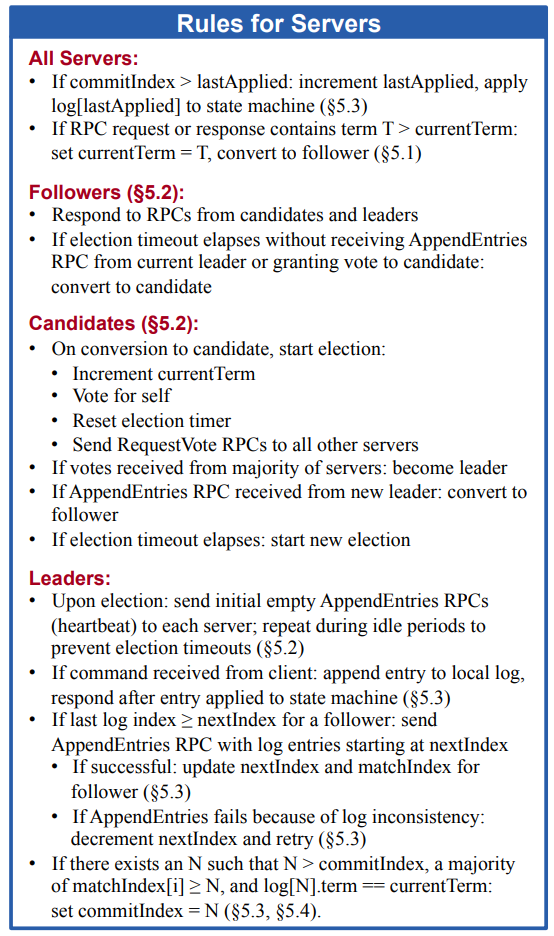 Rules for Servers
All Servers:
• If commitIndex > lastApplied: increment lastApplied, apply
log[lastApplied] to state machine (§5.3)
• If RPC request or response contains term T > currentTerm:
set currentTerm = T, convert to follower (§5.1)
Followers (§5.2):
• Respond to RPCs from candidates and leaders
• If election timeout elapses without receiving AppendEntries
RPC from current leader or granting vote to candidate:
convert to candidate
Candidates (§5.2):
• On conversion to candidate, start election:
• Increment currentTerm
• Vote for self
• Reset election timer
• Send RequestVote RPCs to all other servers
• If votes received from majority of servers: become leader
• If AppendEntries RPC received from new leader: convert to
follower
• If election timeout elapses: start new election
Leaders:
• Upon election: send initial empty AppendEntries RPCs
(heartbeat) to each server; repeat during idle periods to
prevent election timeouts (§5.2)
• If command received from client: append entry to local log,
respond after entry applied to state machine (§5.3)
• If last log index ≥ nextIndex for a follower: send
AppendEntries RPC with log entries starting at nextIndex
• If successful: update nextIndex and matchIndex for
follower (§5.3)
• If AppendEntries fails because of log inconsistency:
decrement nextIndex and retry (§5.3)
• If there exists an N such that N > commitIndex, a majority
of matchIndex[i] ≥ N, and log[N].term == currentTerm:
set commitIndex = N (§5.3, §5.4).